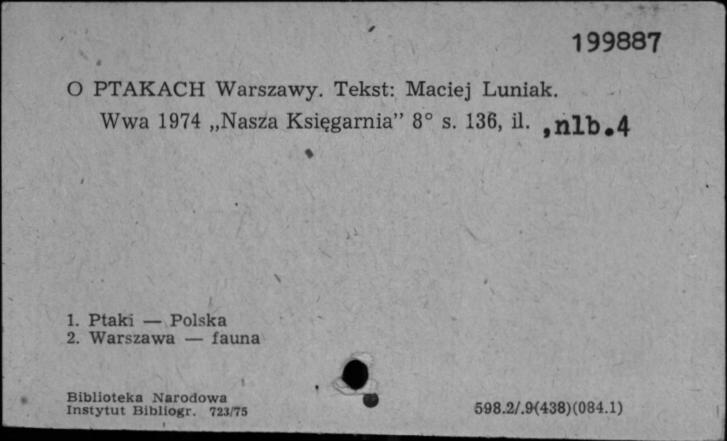 199887
O PTAKACH Warszawy. Tekst: Maciej Luniak.
Wwa 1974 „Nasza Księgarnia” 8° s. 136, il. ,nlb.4
1. Ptaki — Polska
2. Warszawa — fauna
Biblioteka Narodowa
Instytut Bibliogr. 723/75
598.2/.9(438)(084.1)